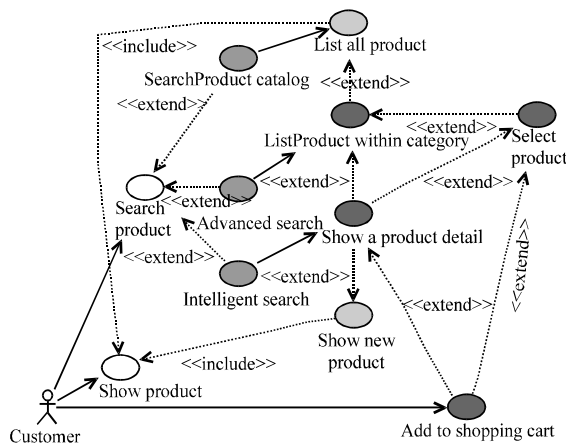 <<include>>
List all product
SearchProduct catalog
<<extend>>
<<extend>>
<<extend>>
Select
product
ListProduct within category
<<extend>>
<<extend>>
<<extend>>
Search
product
Advanced search
Show a product detail
<<extend>>
<<extend>>
<<extend>>
Intelligent search
<<extend>>
Show new
product
<<include>>
Show product
Customer
Add to shopping cart